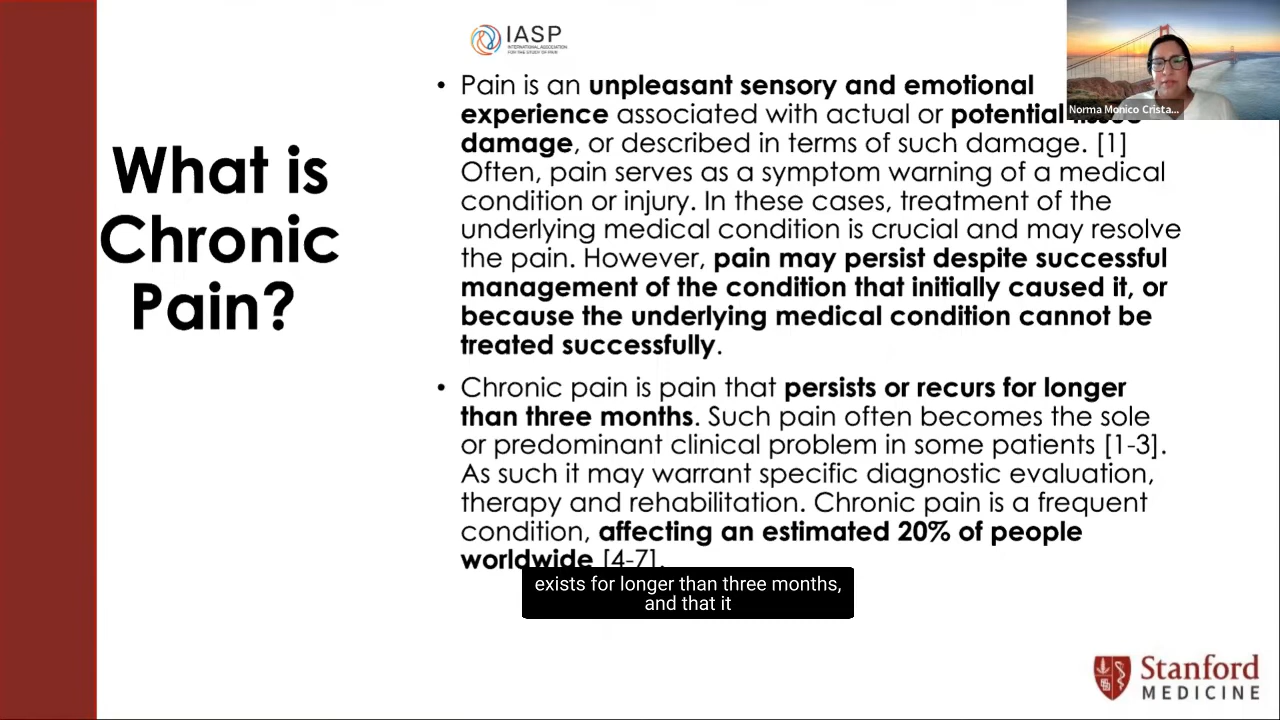 IASP
INTERNATIONAL ASSOCIATION
FOR THE STUDY OF PAIN
Norma Monico Crista...
What is
Chronic
Pain?
• Pain is an unpleasant sensory and emotional
experience associated with actual or potential tissue
damage, or described in terms of such damage. [1]
Often, pain serves as a symptom warning of a medical
condition or injury. In these cases, treatment of the
underlying medical condition is crucial and may resolve
the pain. However, pain may persist despite successful
management of the condition that initially caused it, or
because the underlying medical condition cannot be
treated successfully.
• Chronic pain is pain that persists or recurs for longer
than three months. Such pain often becomes the sole
or predominant clinical problem in some patients [1-3].
As such it may warrant specific diagnostic evaluation,
therapy and rehabilitation. Chronic pain is a frequent
condition, affecting an estimated 20% of people
worldwide [4-7].
exists for longer than three months,
and that it
Stanford
MEDICINE